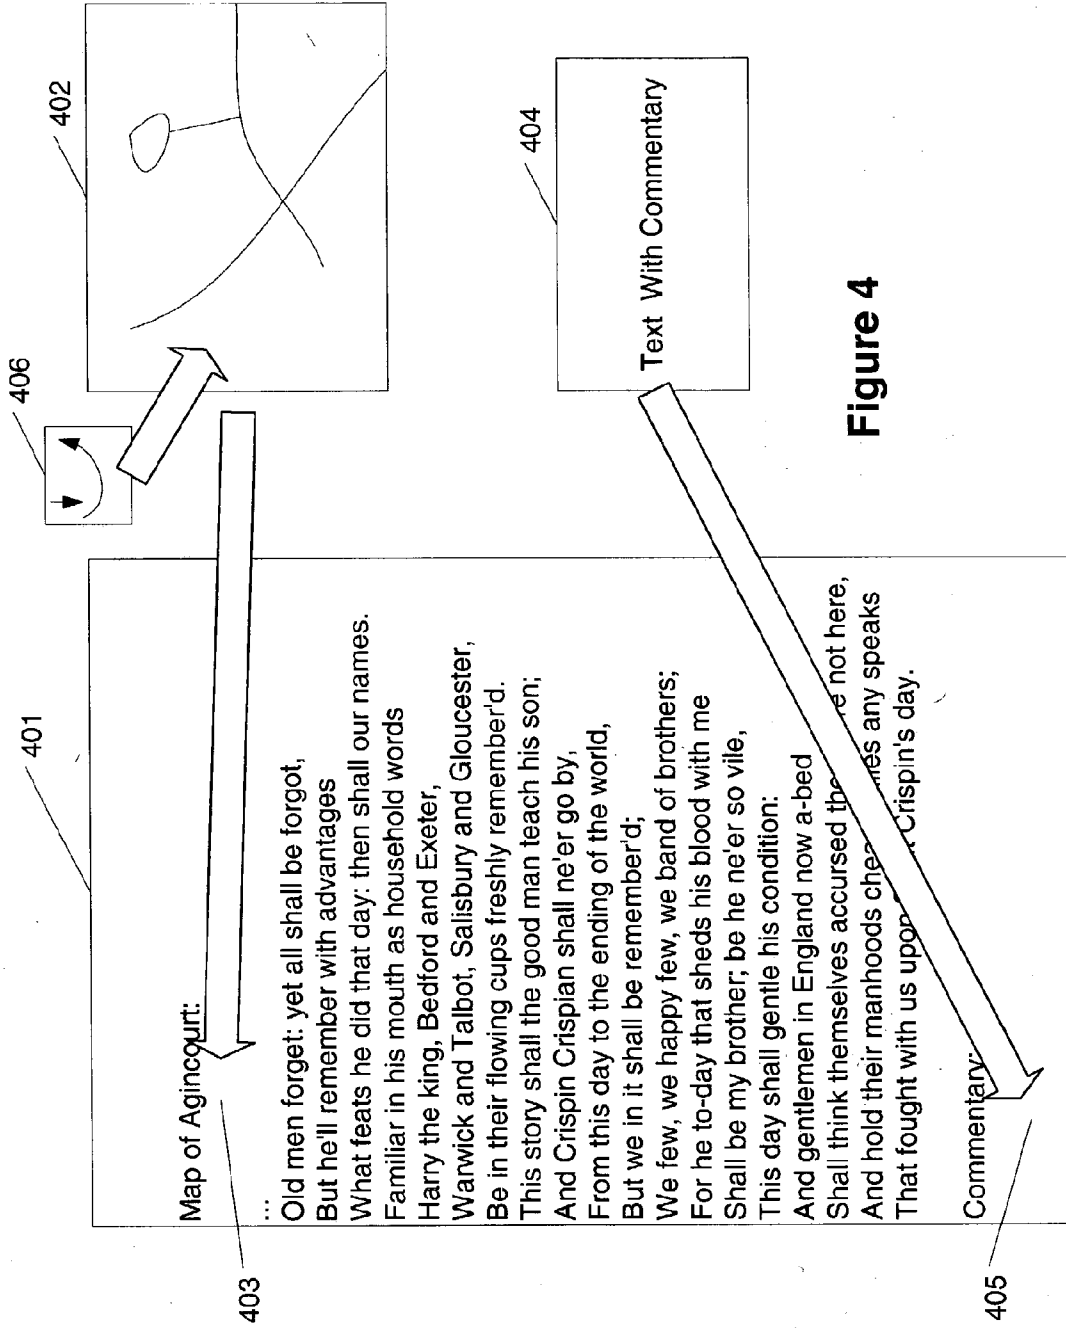 401
Map of Agincourt:
...
Old men forget: yet all shall be forgot,
But he'll remember with advantages
What feats he did that day: then shall our names.
Familiar in his mouth as household words
Harry the king, Bedford and Exeter,
Warwick and Talbot, Salisbury and Gloucester,
Be in their flowing cups freshly remember'd.
This story shall the good man teach his son;
And Crispin Crispian shall ne'er go by,
From this day to the ending of the world,
But we in it shall be remember'd;
We few, we happy few, we band of brothers;
For he to-day that sheds his blood with me
Shall be my brother; be he ne'er so vile,
This day shall gentle his condition:
And gentlemen in England now a-bed
Shall think themselves accursed not here,
And hold their manhoods any speaks
That fought with us upon Crispin's day.
Commentary:
403
405
406
402
404
Text With Commentary
Figure 4